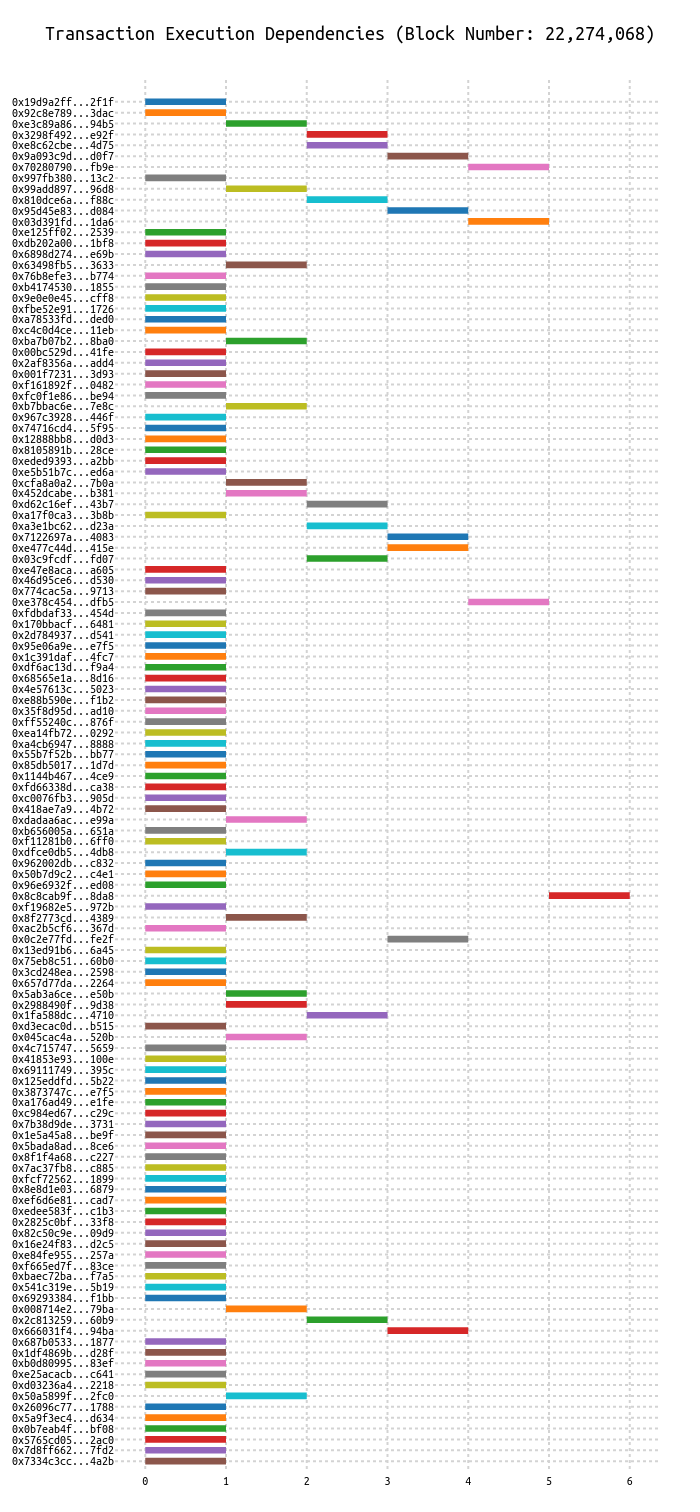 Transaction Execution Dependencies (Block Number: 22,274,068)
0x19d9a2ff...2f1f
0x92c8e789...3dac
0xe3c89a86...94b5
0x3298f492...e92f
0xe8c62cbe...4d75
0x9a093c9d...d0f7
0x70280790...fb9e
0x997fb380...13c2
0x99add897...96d8
0x810dce6a...f88c
0x95d45e83...d084
0x03d391fd...1da6
0xe125ff02...2539
0xdb202a00...1bf8
0x6898d274...e69b
0x63498fb5...3633
0x76b8efe3...b774
0xb4174530...1855
0x9e0e0e45...cff8
0xfbe52e91...1726
0xa78533fd...ded0
0xc4c0d4ce...11eb
0xba7b07b2...8ba0
0x00bc529d...41fe
0x2af8356a...add4
0x001f7231...3d93
0xf161892f...0482
0xfc0f1e86...be94
0xb7bbac6e...7e8c
0x967c3928...446f
0x74716cd4...5f95
0x12888bb8...d0d3
0x8105891b...28ce
0xeded9393...a2bb
0xe5b51b7c...ed6a
0xcfa8a0a2...7b0a
0x452dcabe...b381
0xd62c16ef...43b7
0xa17f0ca3...3b8b
0xa3e1bc62...d23a
0x7122697a...4083
0xe477c44d...415e
0x03c9fcdf...fd07
0xe47e8aca...a605
0x46d95ce6...d530
0x774cac5a...9713
0xe378c454...dfb5
0xfdbdaf33...454d
0x170bbacf...6481
0x2d784937...d541
0x95e06a9e...e7f5
0x1c391daf...4fc7
0xdf6ac13d...f9a4
0x68565e1a...8d16
0x4e57613c...5023
0xe88b590e...f1b2
0x35f8d95d...ad10
0xff55240c...876f
0xea14fb72...0292
0xa4cb6947...8888
0x55b7f52b...bb77
0x85db5017...1d7d
0x1144b467...4ce9
0xfd66338d...ca38
0xc0076fb3...905d
0x418ae7a9...4b72
0xdadaa6ac...e99a
0xb656005a...651a
0xf11281b0...6ff0
0xdfce0db5...4db8
0x962002db...c832
0x50b7d9c2...c4e1
0x96e6932f...ed08
0x8c8cab9f...8da8
0xf19682e5...972b
0x8f2773cd...4389
0xac2b5cf6...367d
0x0c2e77fd...fe2f
0x13ed91b6...6a45
0x75eb8c51...60b0
0x3cd248ea...2598
0x657d77da...2264
0x5ab3a6ce...e50b
0x2988490f...9d38
0x1fa588dc...4710
0xd3ecac0d...b515
0x045cac4a...520b
0x4c715747...5659
0x41853e93...100e
0x69111749...395c
0x125eddfd...5b22
0x3873747c...e7f5
0xa176ad49...e1fe
0xc984ed67...c29c
0x7b38d9de...3731
0x1e5a45a8...be9f
0x5bada8ad...8ce6
0x8f1f4a68...c227
0x7ac37fb8...c885
0xfcf72562...1899
0x8e8d1e03...6879
0xef6d6e81...cad7
0xedee583f...c1b3
0x2825c0bf...33f8
0x82c50c9e...09d9
0x16e24f83...d2c5
0xe84fe955...257a
0xf665ed7f...83ce
0xbaec72ba...f7a5
0x541c319e...5b19
0x69293384...f1bb
0x008714e2...79ba
0x2c813259...60b9
0x666031f4...94ba
0x687b0533...1877
0x1df4869b...d28f
0xb0d80995...83ef
0xe25acacb...c641
0xd03236a4...2218
0x50a5899f...2fc0
0x26096c77...1788
0x5a9f3ec4...d634
0x0b7eab4f...bf08
0x5765cd05...2ac0
0x7d8ff662...7fd2
0x7334c3cc...4a2b
0 1 2 3 4 5 6